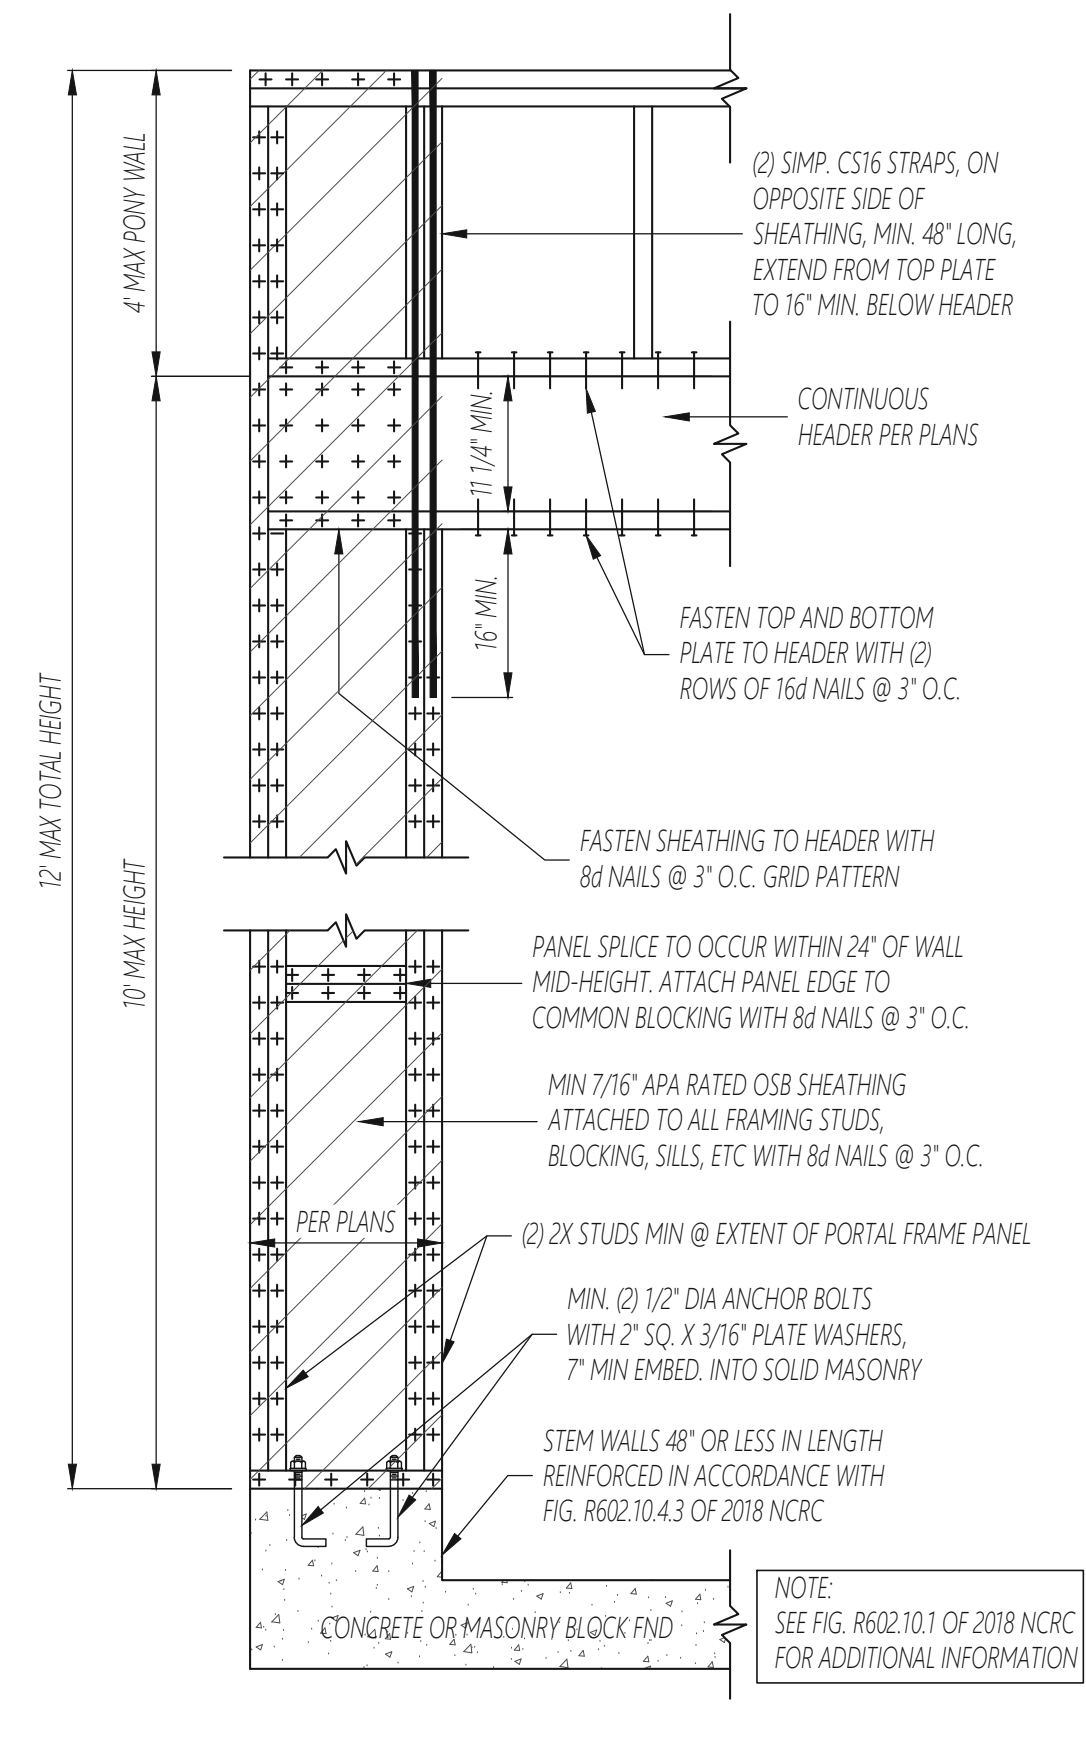 4' MAX PONY WALL
(2) SIMP. CS16 STRAPS, ON
OPPOSITE SIDE OF
SHEATHING, MIN. 48" LONG,
EXTEND FROM TOP PLATE
TO 16" MIN. BELOW HEADER
CONTINUOUS
HEADER PER PLANS
11 1/4" MIN.
16" MIN.
FASTEN TOP AND BOTTOM
PLATE TO HEADER WITH (2)
ROWS OF 16d NAILS @ 3" O.C.
12' MAX TOTAL HEIGHT
10' MAX HEIGHT
FASTEN SHEATHING TO HEADER WITH
8d NAILS @ 3" O.C. GRID PATTERN
PANEL SPLICE TO OCCUR WITHIN 24" OF WALL
MID-HEIGHT. ATTACH PANEL EDGE TO
COMMON BLOCKING WITH 8d NAILS @ 3" O.C.
MIN 7/16" APA RATED OSB SHEATHING
ATTACHED TO ALL FRAMING STUDS,
BLOCKING, SILLS, ETC WITH 8d NAILS @ 3" O.C.
PER PLANS
(2) 2X STUDS MIN @ EXTENT OF PORTAL FRAME PANEL
MIN. (2) 1/2" DIA ANCHOR BOLTS
WITH 2" SQ. X 3/16" PLATE WASHERS,
7" MIN EMBED. INTO SOLID MASONRY
STEM WALLS 48" OR LESS IN LENGTH
REINFORCED IN ACCORDANCE WITH
FIG. R602.10.4.3 OF 2018 NCRC
CONCRETE OR MASONRY BLOCK FND
NOTE:
SEE FIG. R602.10.1 OF 2018 NCRC
FOR ADDITIONAL INFORMATION